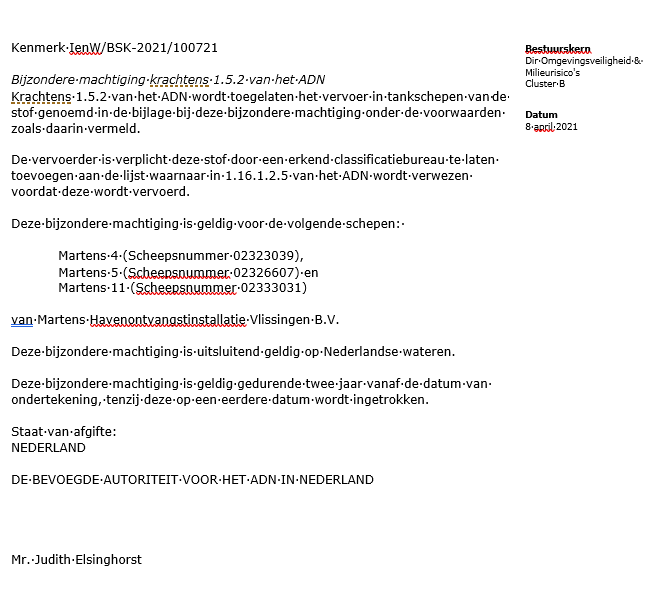 Kenmerk IenW/BSK-2021/100721
Bestuurskern
Dir Omgevingsveiligheid &
Milieurisico's
Cluster B
Datum
8 april 2021
Bijzondere machtiging krachtens 1.5.2 van het ADN
Krachtens 1.5.2 van het ADN wordt toegelaten het vervoer in tankschepen van de
stof genoemd in de bijlage bij deze bijzondere machtiging onder de voorwaarden
zoals daarin vermeld.
De vervoerder is verplicht deze stof door een erkend classificatiebureau te laten
toevoegen aan de lijst waarnaar in 1.16.1.2.5 van het ADN wordt verwezen
voordat deze wordt vervoerd.
Deze bijzondere machtiging is geldig voor de volgende schepen:
Martens 4 (Scheepsnummer 02323039),
Martens 5 (Scheepsnummer 02326607) en
Martens 11 (Scheepsnummer 02333031)
van Martens Havenontvangstinstallatie Vlissingen B.V.
Deze bijzondere machtiging is uitsluitend geldig op Nederlandse wateren.
Deze bijzondere machtiging is geldig gedurende twee jaar vanaf de datum van
ondertekening, tenzij deze op een eerdere datum wordt ingetrokken.
Staat van afgifte:
NEDERLAND
DE BEVOEGDE AUTORITEIT VOOR HET ADN IN NEDERLAND
Mr. Judith Elsinghorst